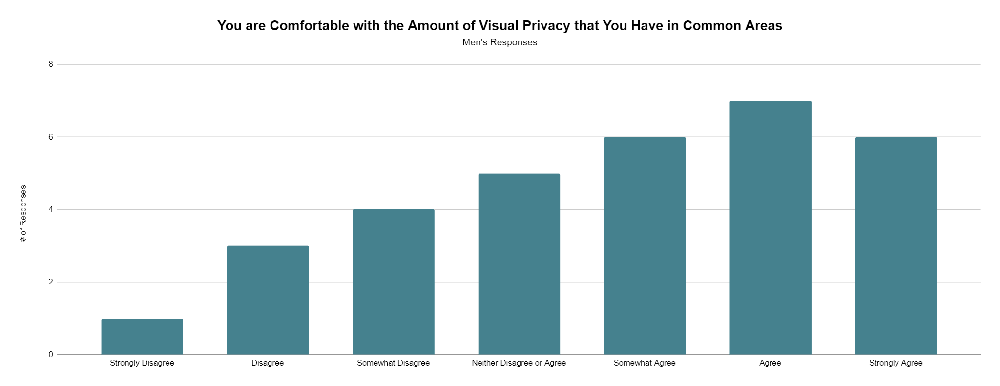 You are Comfortable with the Amount of Visual Privacy that You Have in Common Areas
Men's Responses
8
6
4
2
0
# of Responses
Strongly Disagree
Disagree
Somewhat Disagree
Neither Disagree or Agree
Somewhat Agree
Agree
Strongly Agree